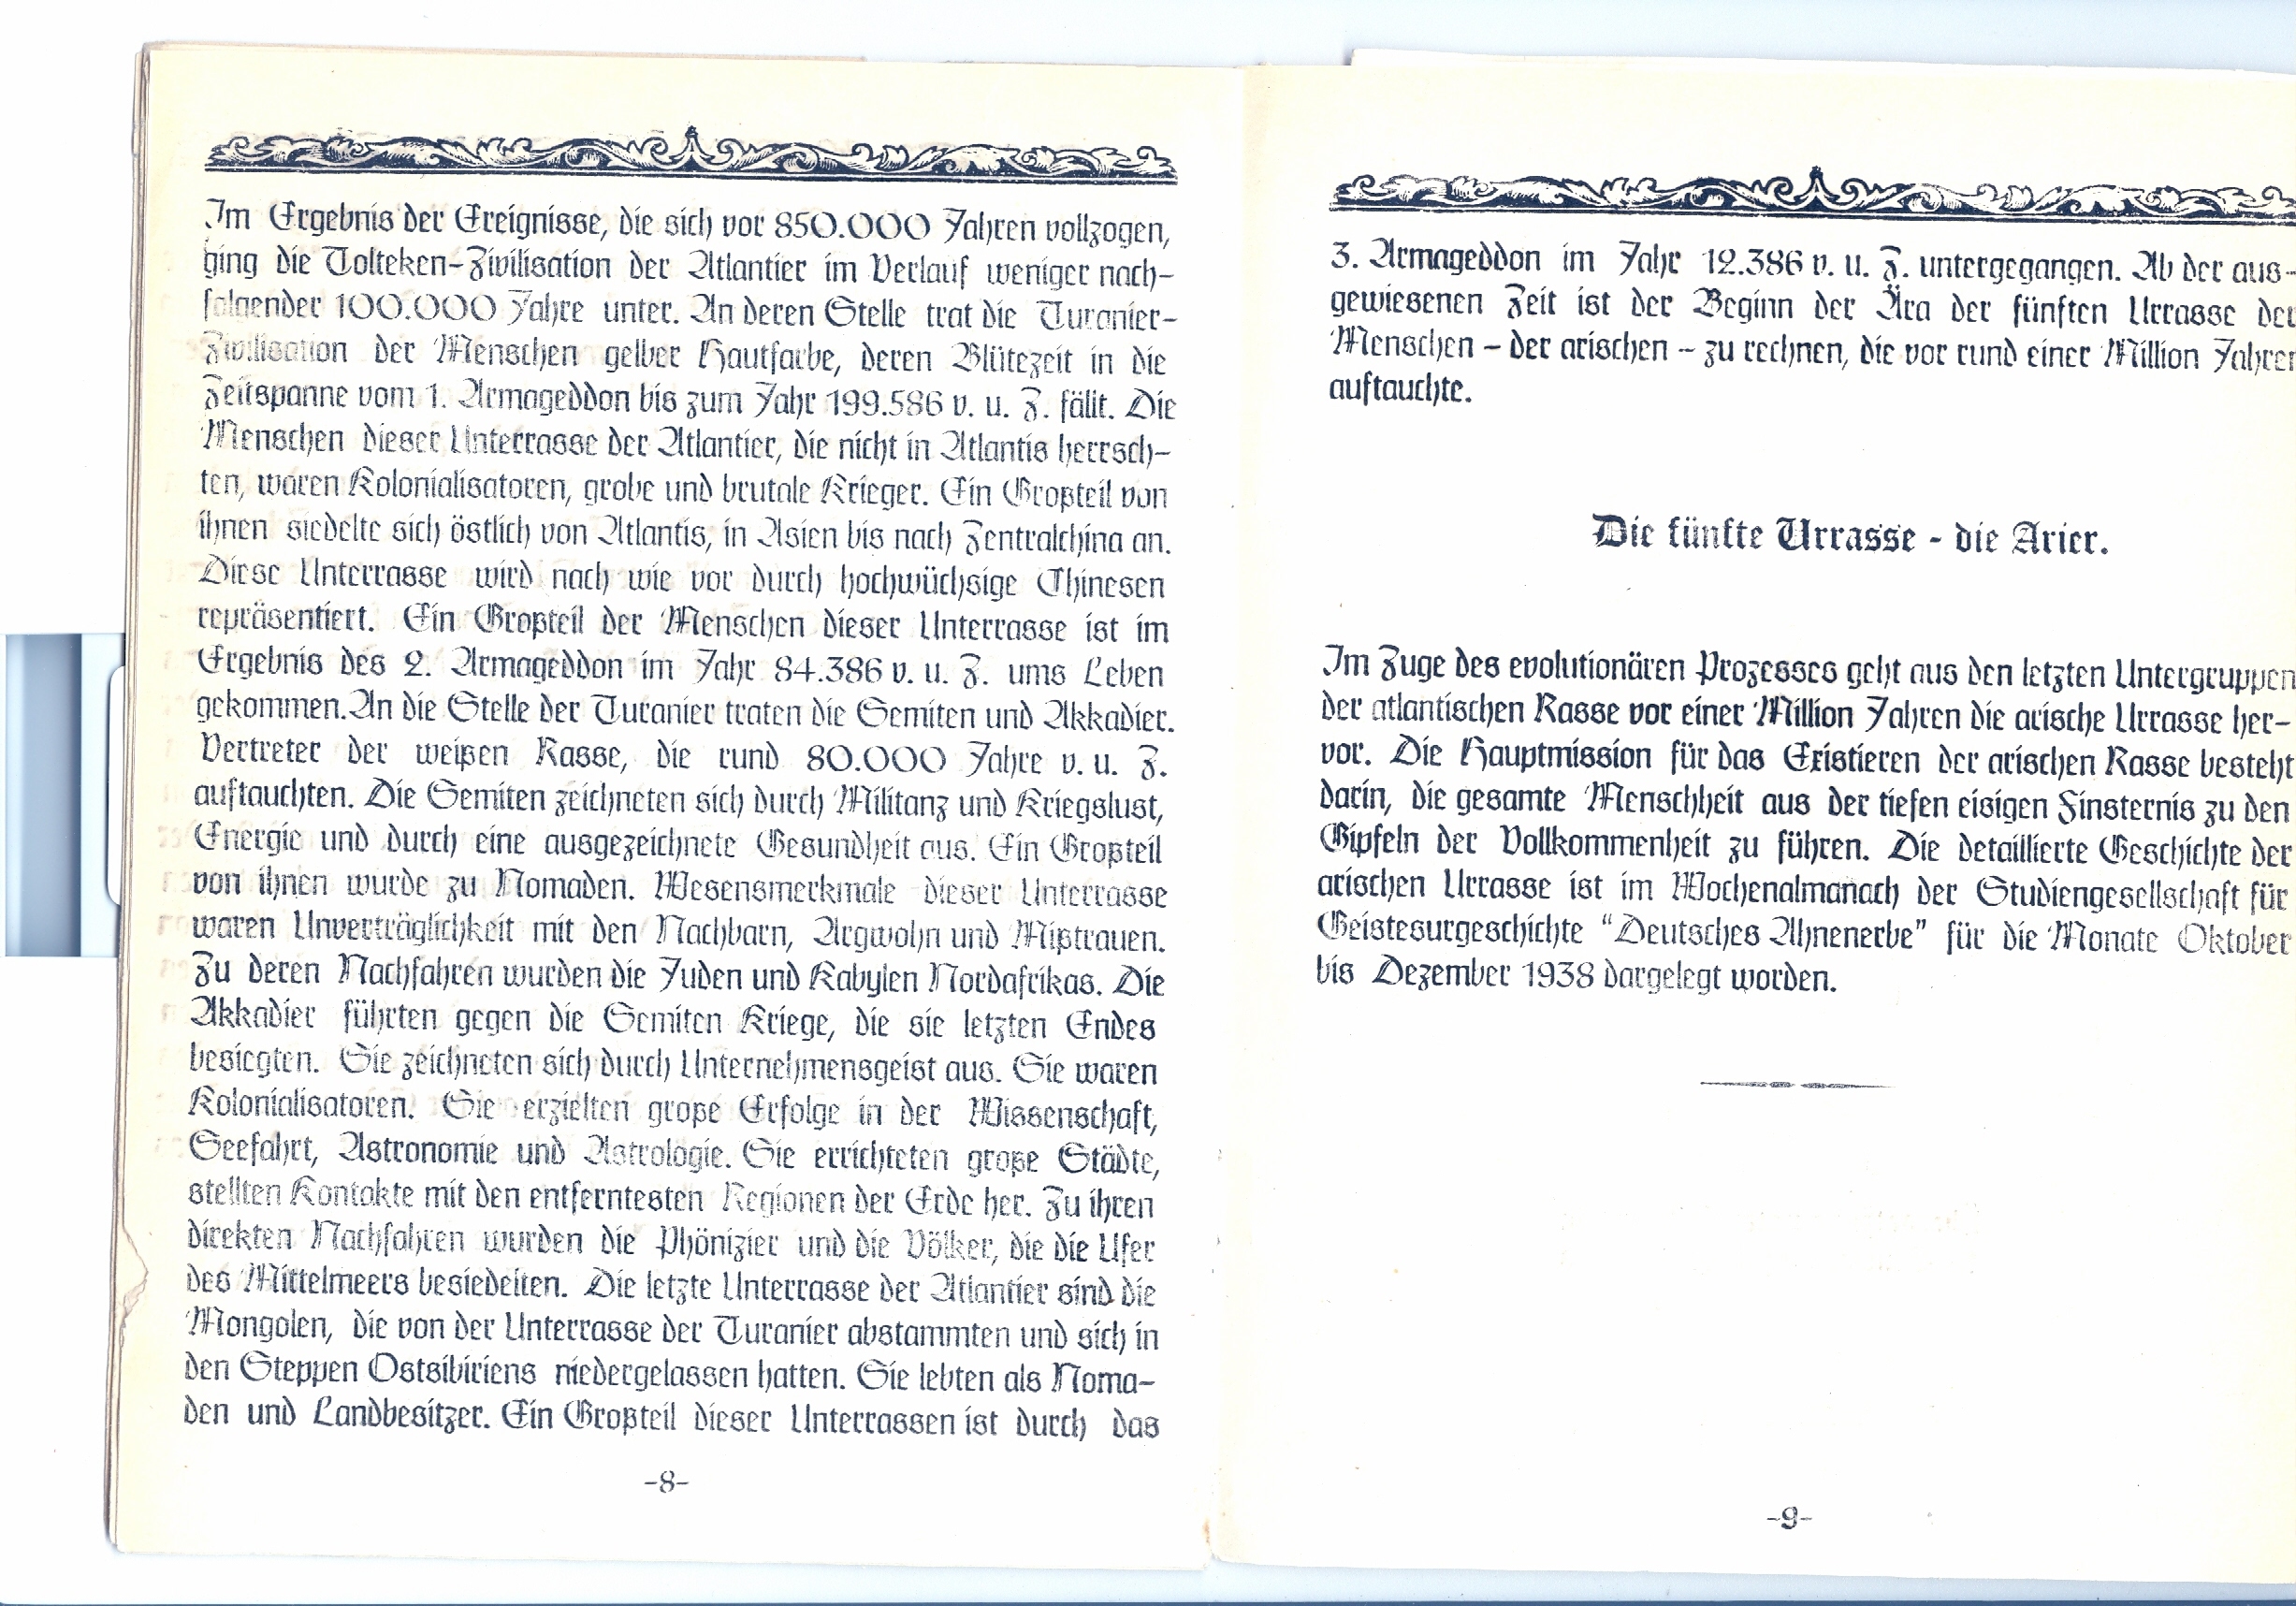 Im Ergebnis der Ereignisse, die sich vor 850.000 Jahren vollzogen,
ging die Tolteken-Zivilisation der Atlantier im Verlauf weniger nach-
folgender 100.000 Jahre unter. An deren Stelle trat die Turanier-
Zivilisation der Menschen gelber Hautfarbe, deren Blütezeit in die
Zeitspanne vom 1. Armageddon bis zum Jahr 199.586 v. u. Z. fällt. Die
Menschen dieser Unterrasse der Atlantier, die nicht in Atlantis herrsch-
ten, waren Kolonialisatoren, grobe und brutale Krieger. Ein Großteil von
ihnen siedelte sich östlich von Atlantis, in Asien bis nach Zentralchina an.
Diese Unterrasse wird nach wie vor durch hochwüchsige Chinesen
repräsentiert. Ein Großteil der Menschen dieser Unterrasse ist im
Ergebnis des 2. Armageddon im Jahr 84.386 v. u. Z. ums Leben
gekommen.An die Stelle der Turanier traten die Semiten und Akkadier.
Vertreter der weißen Rasse, die rund 80.000 Jahre v. u. Z.
auftauchten. Die Semiten zeichneten sich durch Militanz und Kriegslust,
Energie und durch eine ausgezeichnete Gesundheit aus. Ein Großteil
von ihnen wurde zu Nomaden. Wesensmerkmale dieser Unterrasse
waren Unverträglichkeit mit den Nachbarn, Argwohn und Mißtrauen.
Zu deren Nachfahren wurden die Juden und Kabylen Nordafrikas. Die
Akkadier führten gegen die Semiten Kriege, die sie letzten Endes
besiegten. Sie zeichneten sich durch Unternehmensgeist aus. Sie waren
Kolonialisatoren. Sie erzielten große Erfolge in der Wissenschaft,
Seefahrt, Astronomie und Astrologie. Sie errichteten große Städte,
stellten Kontakte mit den entferntesten Regionen der Erde her. Zu ihren
direkten Nachfahren wurden die Phönizier und die Völker, die die Ufer
des Mittelmeers besiedelten. Die letzte Unterrasse der Atlantier sind die
Mongolen, die von der Unterrasse der Turanier abstammten und sich in
den Steppen Ostsibiriens niedergelassen hatten. Sie lebten als Noma-
den und Landbesitzer. Ein Großteil dieser Unterrassen ist durch das
-8-
3. Armageddon im Jahr 12.386 v. u. Z. untergegangen. Ab der aus-
gewiesenen Zeit ist der Beginn der Ära der fünften Urrasse der
Menschen - der arischen - zu rechnen, die vor rund einer Million Jahren
auftauchte.
Die fünfte Urrasse - die Arier.
Im Zuge des evolutionären Prozesses geht aus den letzten Untergruppen
der atlantischen Rasse vor einer Million Jahren die arische Urrasse her-
vor. Die Hauptmission für das Existieren der arischen Rasse besteht
darin, die gesamte Menschheit aus der tiefen eisigen Finsternis zu den
Gipfeln der Vollkommenheit zu führen. Die detaillierte Geschichte der
arischen Urrasse ist im Wochenalmanach der Studiengesellschaft für
Geistesurgeschichte “Deutsches Ahnenerbe” für die Monate Oktober
bis Dezember 1938 dargelegt worden.
-9-